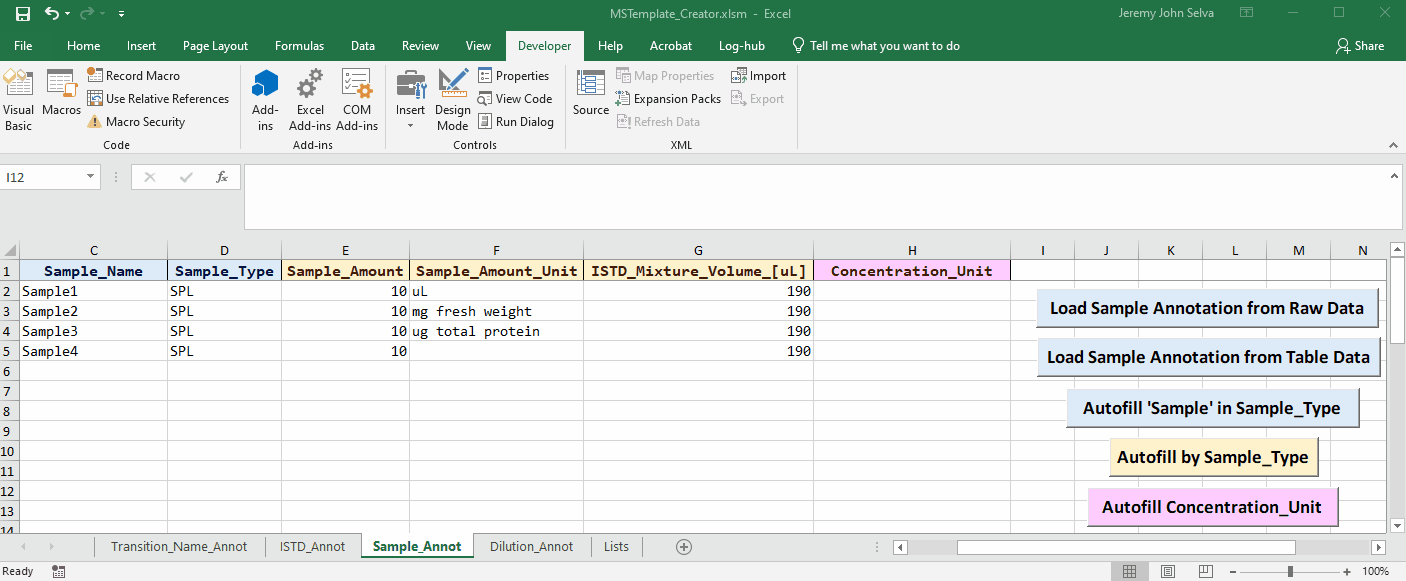 MSTemplate_Creator.xlsm - Excel
Jeremy John Selva
File Home Insert Page Layout Formulas Data Review View Developer Help Acrobat Log-hub Tell me what you want to do Share
Visual Basic
Macros
Record Macro
Use Relative References
Macro Security
Code
Add-ins
Excel Add-ins
COM Add-ins
Add-ins
Insert
Design Mode
Properties
View Code
Run Dialog
Controls
Source
Map Properties
Expansion Packs
Refresh Data
Import
Export
XML
I12
fx
C D E F G H I J K L M N
1 Sample_Name Sample_Type Sample_Amount Sample_Amount_Unit ISTD_Mixture_Volume_[uL] Concentration_Unit
2 Sample1 SPL 10 uL 190
3 Sample2 SPL 10 mg fresh weight 190
4 Sample3 SPL 10 ug total protein 190
5 Sample4 SPL 10 190
6
7
8
9
10
11
12
13
14
Load Sample Annotation from Raw Data
Load Sample Annotation from Table Data
Autofill 'Sample' in Sample_Type
Autofill by Sample_Type
Autofill Concentration_Unit
Transition_Name_Annot ISTD_Annot Sample_Annot Dilution_Annot Lists
Ready
100%